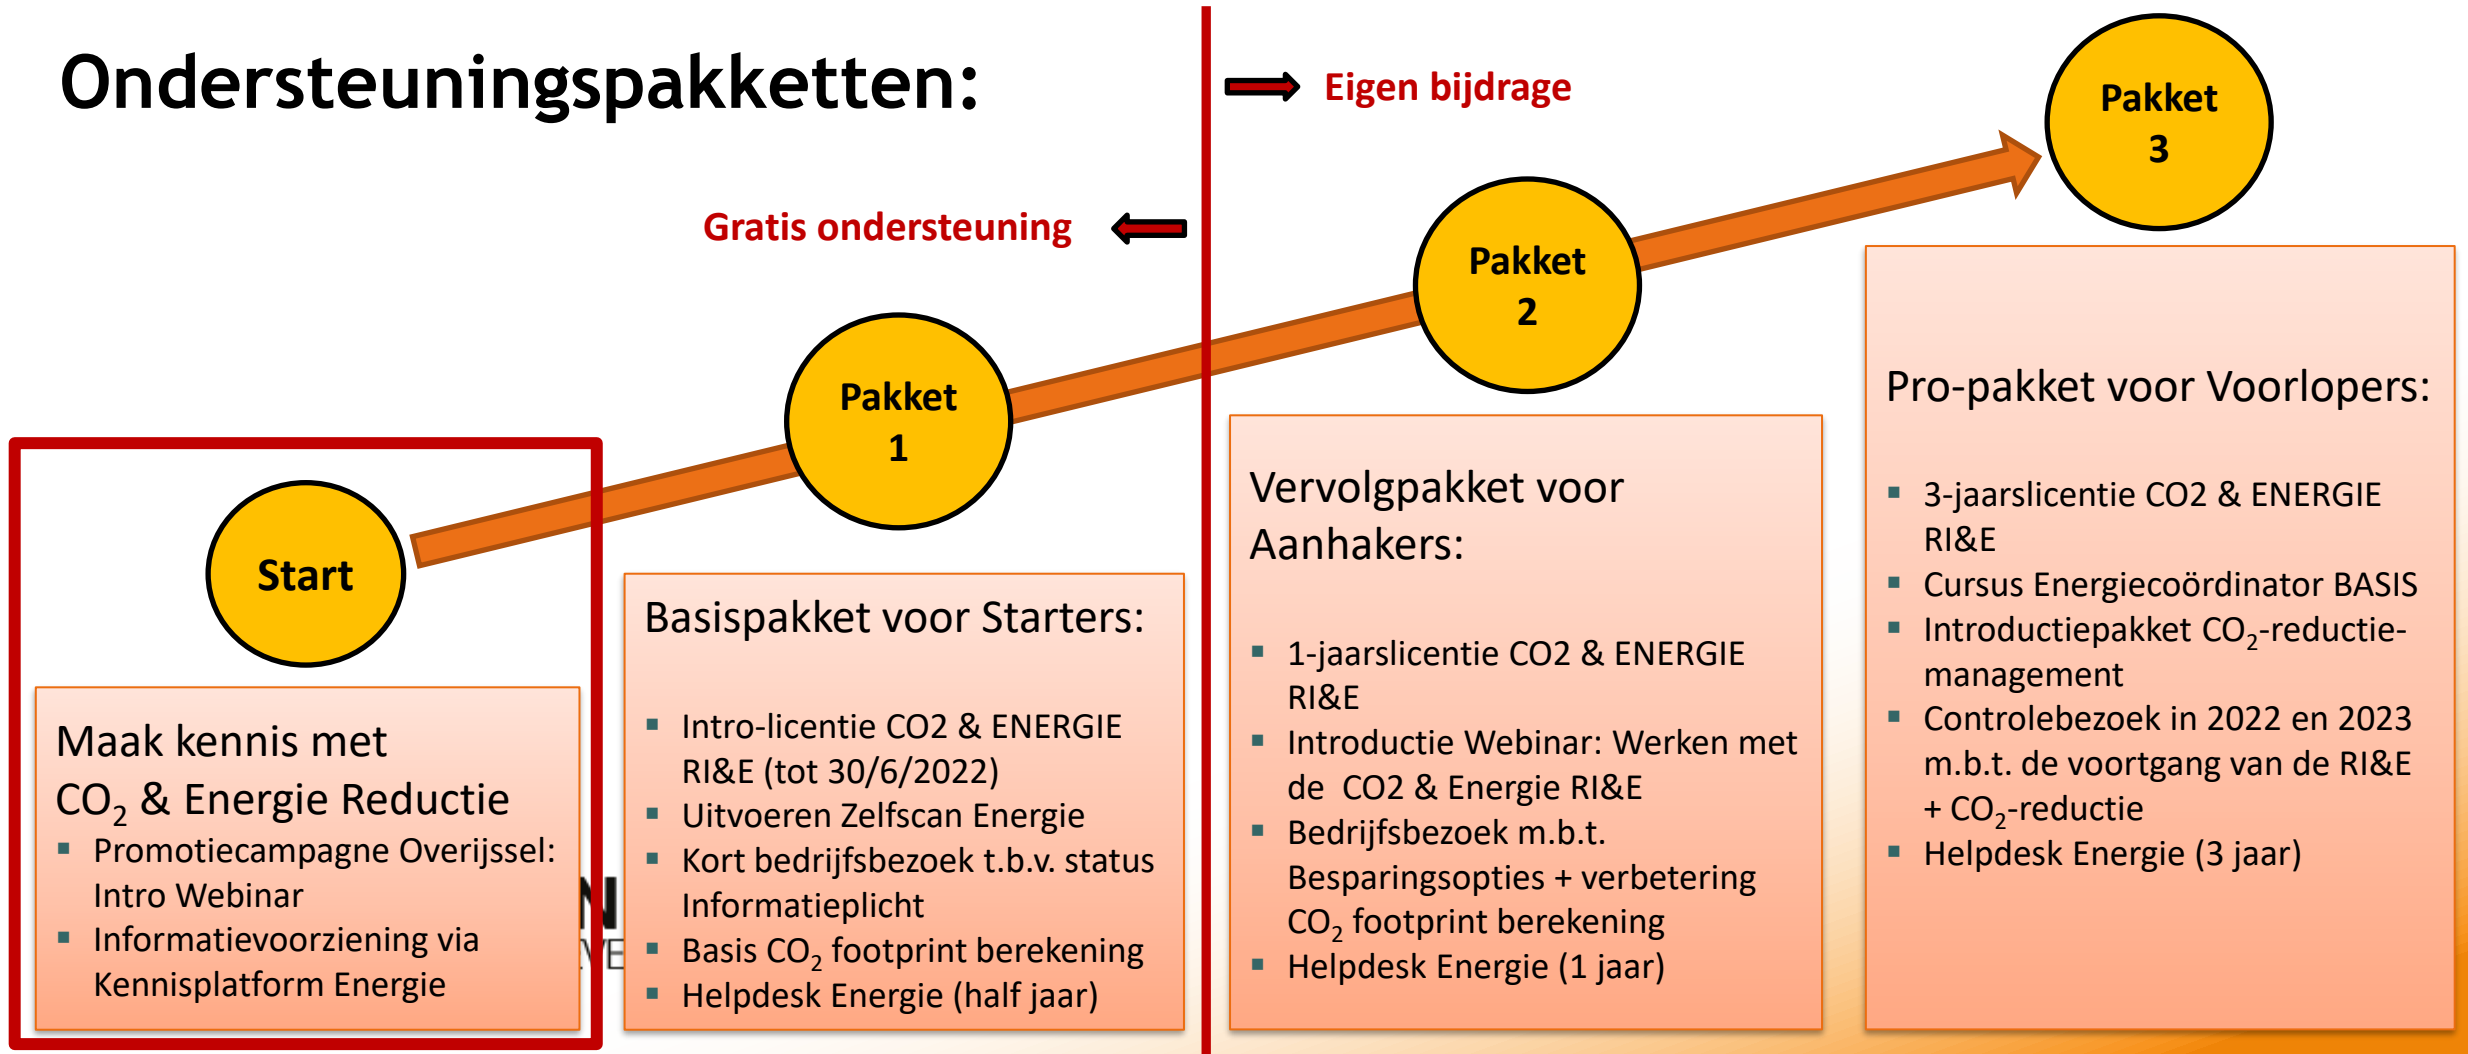 Ondersteuningspakketten:
Eigen bijdrage
Gratis ondersteuning
Start
Maak kennis met
CO₂ & Energie Reductie
▪ Promotiecampagne Overijssel:
Intro Webinar
▪ Informatievoorziening via
Kennisplatform Energie
Pakket
1
Basispakket voor Starters:
▪ Intro-licentie CO2 & ENERGIE
RI&E (tot 30/6/2022)
▪ Uitvoeren Zelfscan Energie
▪ Kort bedrijfsbezoek t.b.v. status
Informatieplicht
▪ Basis CO₂ footprint berekening
▪ Helpdesk Energie (half jaar)
Pakket
2
Vervolgpakket voor
Aanhakers:
▪ 1-jaarslicentie CO2 & ENERGIE
RI&E
▪ Introductie Webinar: Werken met
de  CO2 & Energie RI&E
▪ Bedrijfsbezoek m.b.t.
Besparingsopties + verbetering
CO₂ footprint berekening
▪ Helpdesk Energie (1 jaar)
Pakket
3
Pro-pakket voor Voorlopers:
▪ 3-jaarslicentie CO2 & ENERGIE
RI&E
▪ Cursus Energiecoördinator BASIS
▪ Introductiepakket CO₂-reductie-
management
▪ Controlebezoek in 2022 en 2023
m.b.t. de voortgang van de RI&E
+ CO₂-reductie
▪ Helpdesk Energie (3 jaar)